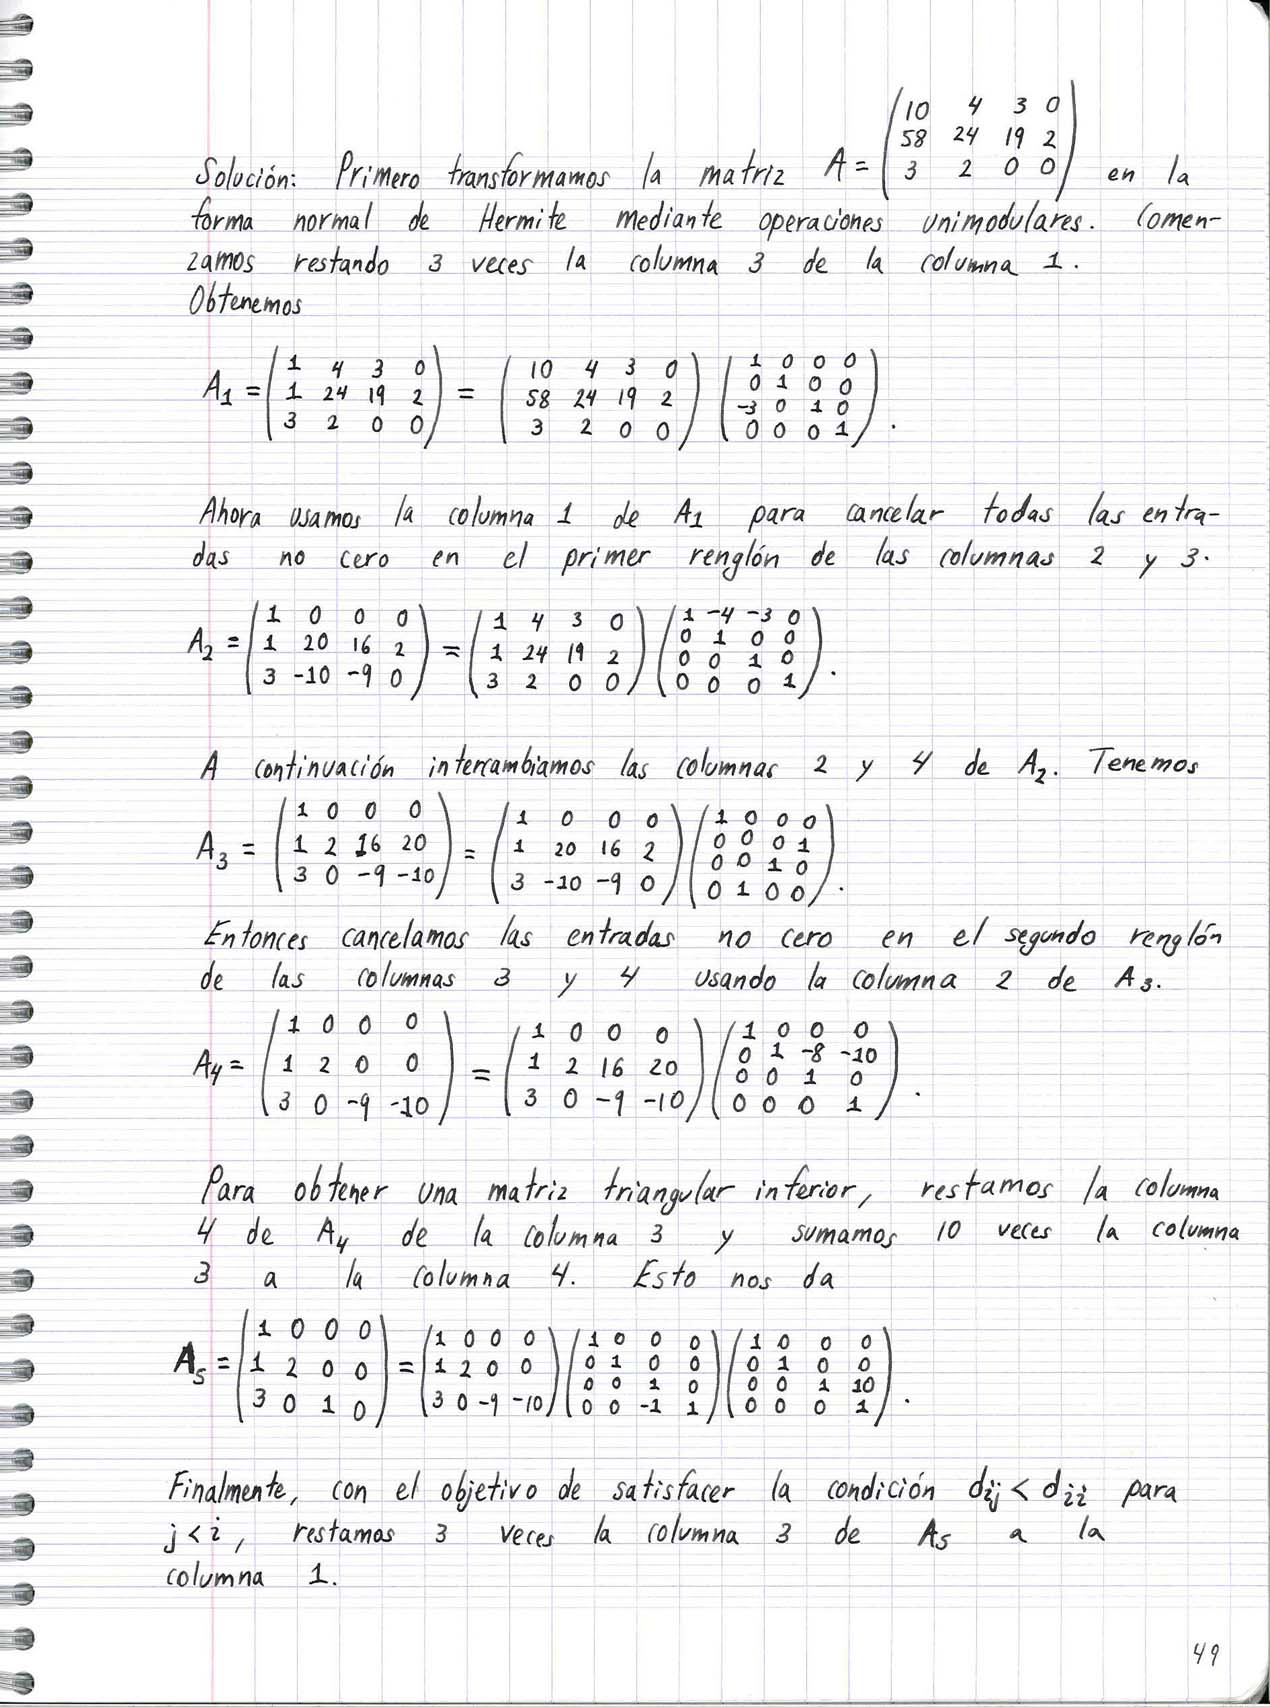 Solución: Primero transformamos la matriz A = \begin{pmatrix} 10 & 4 & 3 & 0 \\ 58 & 24 & 19 & 2 \\ 3 & 2 & 0 & 0 \end{pmatrix} en la
forma normal de Hermite mediante operaciones unimodulares. Comen-
zamos restando 3 veces la columna 3 de la columna 1.
Obtenemos
A_1 = \begin{pmatrix} 1 & 4 & 3 & 0 \\ 1 & 24 & 19 & 2 \\ 3 & 2 & 0 & 0 \end{pmatrix} = \begin{pmatrix} 10 & 4 & 3 & 0 \\ 58 & 24 & 19 & 2 \\ 3 & 2 & 0 & 0 \end{pmatrix} \begin{pmatrix} 1 & 0 & 0 & 0 \\ 0 & 1 & 0 & 0 \\ -3 & 0 & 1 & 0 \\ 0 & 0 & 0 & 1 \end{pmatrix}.
Ahora usamos la columna 1 de A_1 para cancelar todas las entra-
das no cero en el primer renglón de las columnas 2 y 3.
A_2 = \begin{pmatrix} 1 & 0 & 0 & 0 \\ 1 & 20 & 16 & 2 \\ 3 & -10 & -9 & 0 \end{pmatrix} = \begin{pmatrix} 1 & 4 & 3 & 0 \\ 1 & 24 & 19 & 2 \\ 3 & 2 & 0 & 0 \end{pmatrix} \begin{pmatrix} 1 & -4 & -3 & 0 \\ 0 & 1 & 0 & 0 \\ 0 & 0 & 1 & 0 \\ 0 & 0 & 0 & 1 \end{pmatrix}.
A continuación intercambiamos las columnas 2 y 4 de A_2. Tenemos
A_3 = \begin{pmatrix} 1 & 0 & 0 & 0 \\ 1 & 2 & 16 & 20 \\ 3 & 0 & -9 & -10 \end{pmatrix} = \begin{pmatrix} 1 & 0 & 0 & 0 \\ 1 & 20 & 16 & 2 \\ 3 & -10 & -9 & 0 \end{pmatrix} \begin{pmatrix} 1 & 0 & 0 & 0 \\ 0 & 0 & 0 & 1 \\ 0 & 0 & 1 & 0 \\ 0 & 1 & 0 & 0 \end{pmatrix}.
Entonces cancelamos las entradas no cero en el segundo renglón
de las columnas 3 y 4 usando la columna 2 de A_3.
A_4 = \begin{pmatrix} 1 & 0 & 0 & 0 \\ 1 & 2 & 0 & 0 \\ 3 & 0 & -9 & -10 \end{pmatrix} = \begin{pmatrix} 1 & 0 & 0 & 0 \\ 1 & 2 & 16 & 20 \\ 3 & 0 & -9 & -10 \end{pmatrix} \begin{pmatrix} 1 & 0 & 0 & 0 \\ 0 & 1 & -8 & -10 \\ 0 & 0 & 1 & 0 \\ 0 & 0 & 0 & 1 \end{pmatrix}.
Para obtener una matriz triangular inferior, restamos la columna
4 de A_4 de la columna 3 y sumamos 10 veces la columna
3 a la columna 4. Esto nos da
A_5 = \begin{pmatrix} 1 & 0 & 0 & 0 \\ 1 & 2 & 0 & 0 \\ 3 & 0 & 1 & 0 \end{pmatrix} = \begin{pmatrix} 1 & 0 & 0 & 0 \\ 1 & 2 & 0 & 0 \\ 3 & 0 & -9 & -10 \end{pmatrix} \begin{pmatrix} 1 & 0 & 0 & 0 \\ 0 & 1 & 0 & 0 \\ 0 & 0 & 1 & 0 \\ 0 & 0 & -1 & 1 \end{pmatrix} \begin{pmatrix} 1 & 0 & 0 & 0 \\ 0 & 1 & 0 & 0 \\ 0 & 0 & 1 & 10 \\ 0 & 0 & 0 & 1 \end{pmatrix}.
Finalmente, con el objetivo de satisfacer la condición d_{ij} < d_{ii} para
j < i, restamos 3 veces la columna 3 de A_5 a la
columna 1.
49